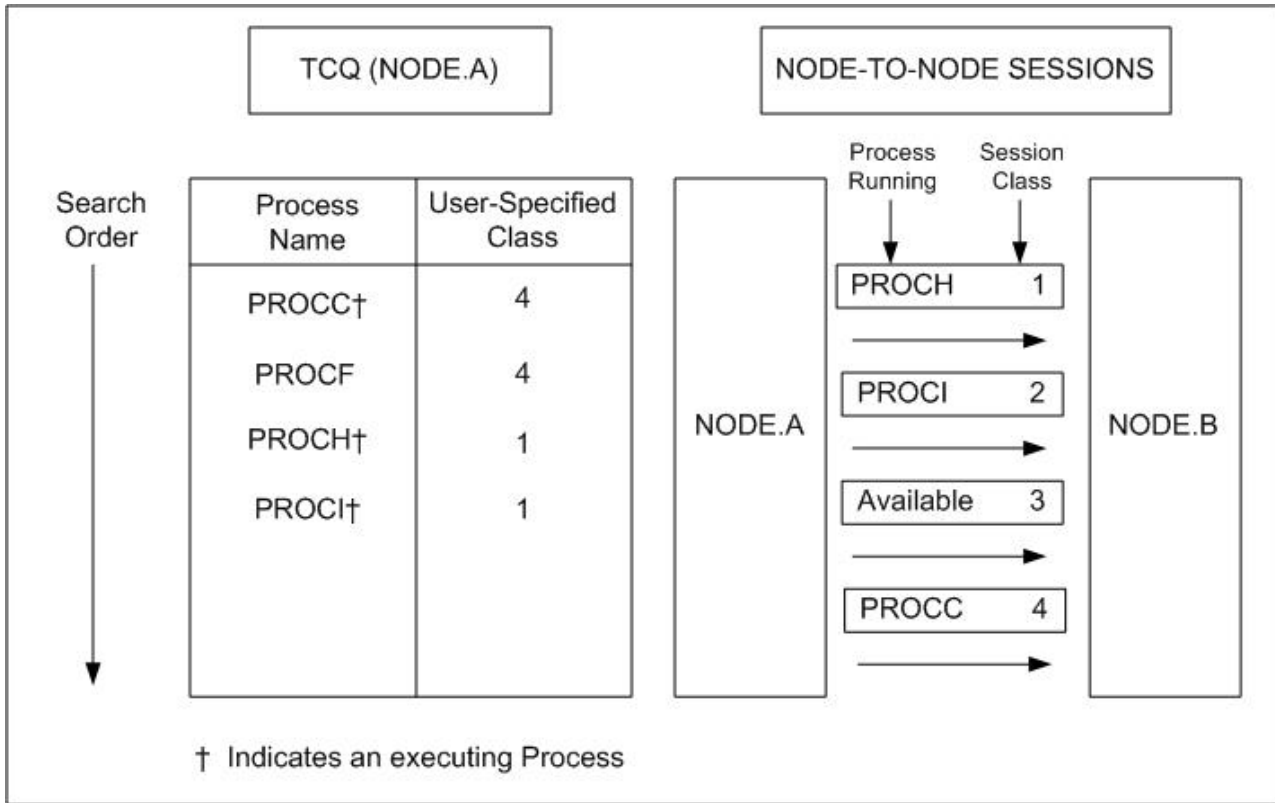 TCQ (NODE.A)
NODE-TO-NODE SESSIONS
Search
Order
Process
Name
User-Specified
Class
PROCC† 4
PROCF 4
PROCH† 1
PROCI† 1
Process
Running
Session
Class
NODE.A
PROCH 1
PROCI 2
Available 3
PROCC 4
NODE.B
† Indicates an executing Process